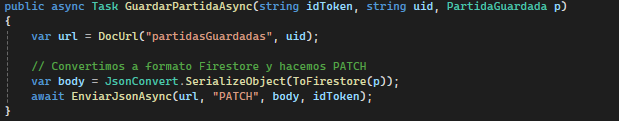 public async Task GuardarPartidaAsync(string idToken, string uid, PartidaGuardada p)
{
var url = DocUrl("partidasGuardadas", uid);
// Convertimos a formato Firestore y hacemos PATCH
var body = JsonConvert.SerializeObject(ToFirestore(p));
await EnviarJsonAsync(url, "PATCH", body, idToken);
}